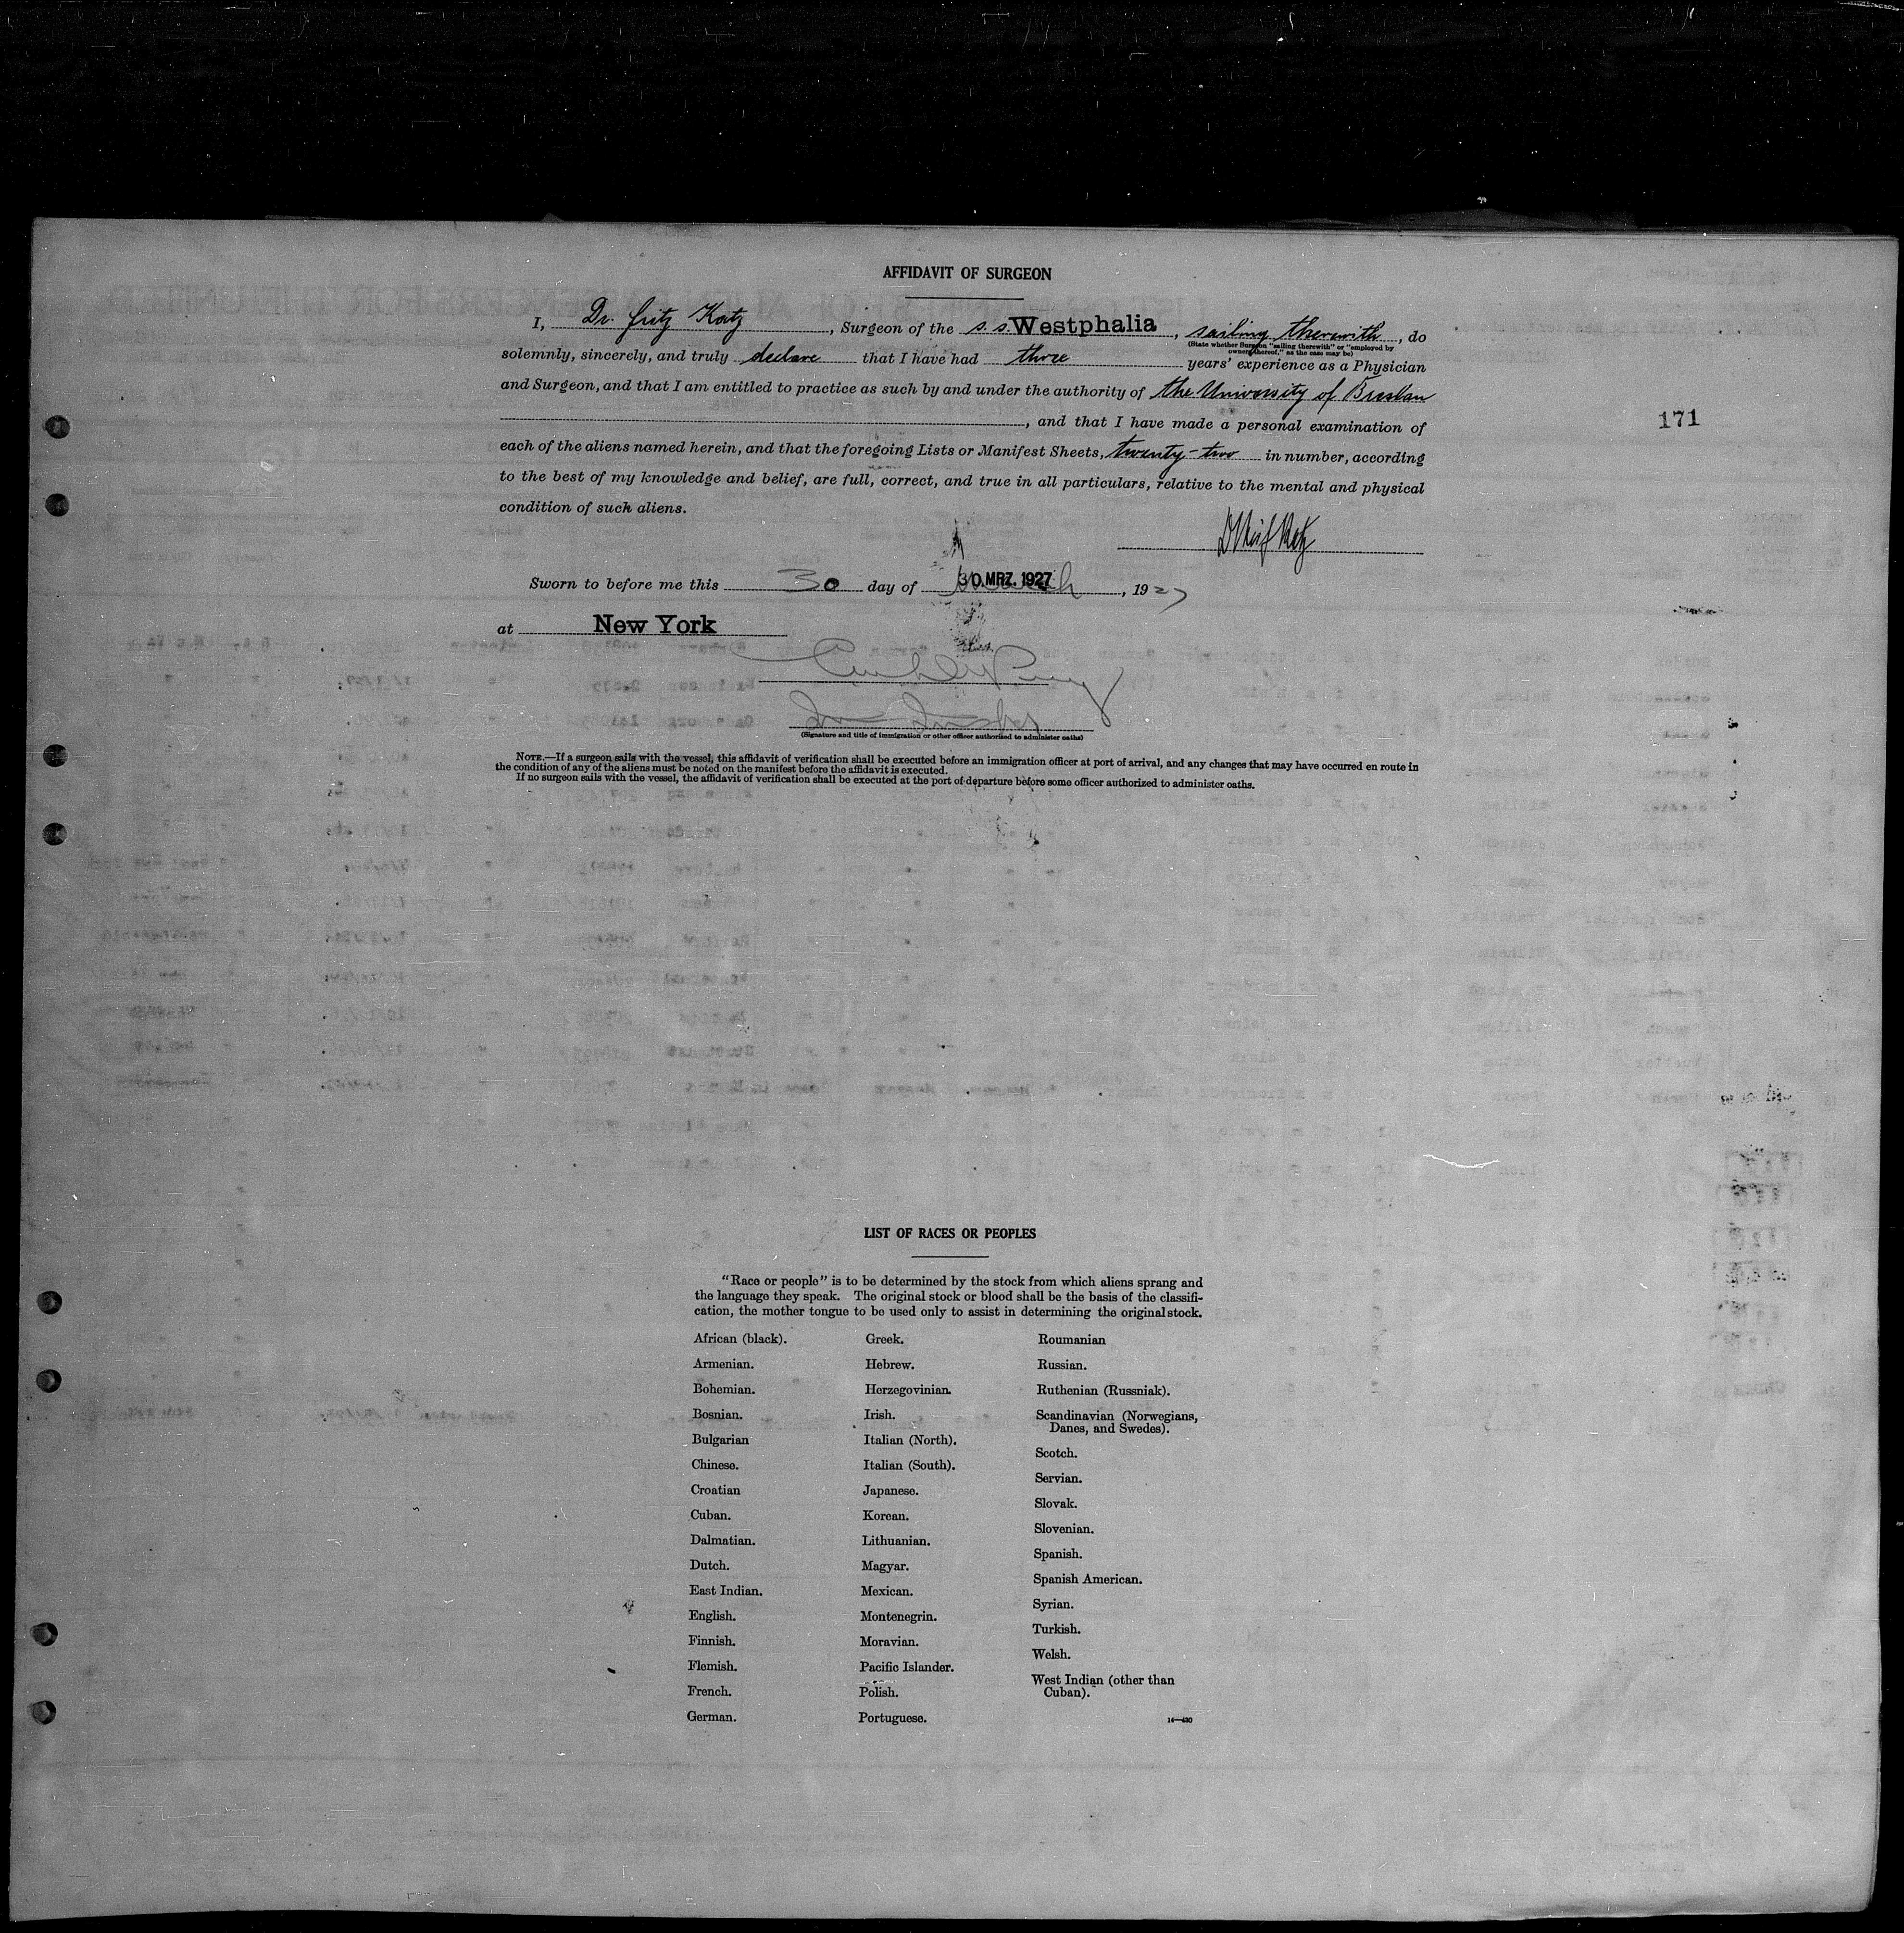 AFFIDAVIT OF SURGEON
I, Dr. Fritz Katz, Surgeon of the s.s. Westphalia, sailing therewith, do
(State whether Surgeon "sailing therewith" or "employed by
owners thereof," as the case may be)
solemnly, sincerely, and truly declare that I have had three years' experience as a Physician
and Surgeon, and that I am entitled to practice as such by and under the authority of the University of Breslau
, and that I have made a personal examination of
171
each of the aliens named herein, and that the foregoing Lists or Manifest Sheets, twenty-two in number, according
to the best of my knowledge and belief, are full, correct, and true in all particulars, relative to the mental and physical
condition of such aliens.
Sworn to before me this 30 day of March 30. MRZ. 1927, 1927
at New York
(Signature and title of immigration or other officer authorized to administer oaths)
NOTE.—If a surgeon sails with the vessel, this affidavit of verification shall be executed before an immigration officer at port of arrival, and any changes that may have occurred en route in
the condition of any of the aliens must be noted on the manifest before the affidavit is executed.
If no surgeon sails with the vessel, the affidavit of verification shall be executed at the port of departure before some officer authorized to administer oaths.
LIST OF RACES OR PEOPLES
"Race or people" is to be determined by the stock from which aliens sprang and
the language they speak. The original stock or blood shall be the basis of the classifi-
cation, the mother tongue to be used only to assist in determining the original stock.
African (black).
Armenian.
Bohemian.
Bosnian.
Bulgarian
Chinese.
Croatian
Cuban.
Dalmatian.
Dutch.
East Indian.
English.
Finnish.
Flemish.
French.
German.
Greek.
Hebrew.
Herzegovinian.
Irish.
Italian (North).
Italian (South).
Japanese.
Korean.
Lithuanian.
Magyar.
Mexican.
Montenegrin.
Moravian.
Pacific Islander.
Polish.
Portuguese.
Roumanian
Russian.
Ruthenian (Russniak).
Scandinavian (Norwegians,
Danes, and Swedes).
Scotch.
Servian.
Slovak.
Slovenian.
Spanish.
Spanish American.
Syrian.
Turkish.
Welsh.
West Indian (other than
Cuban).
14—430